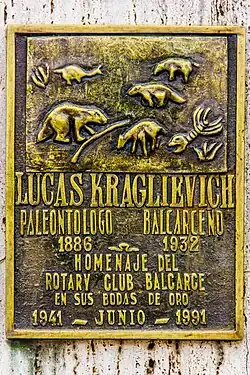 LUCAS KRAGLIEVICH
PALEONTOLOGO BALCARCEÑO
1886 1932
HOMENAJE DEL
ROTARY CLUB BALCARCE
EN SUS BODAS DE ORO
1941 - JUNIO - 1991